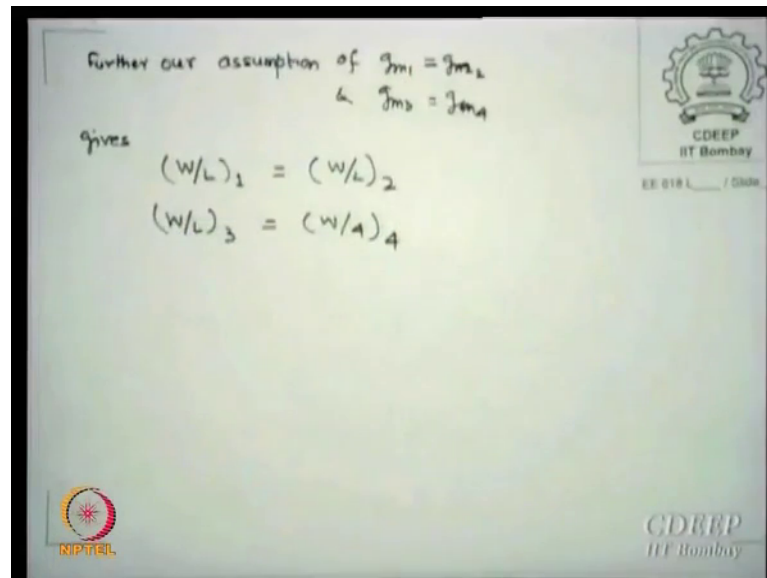 Further our assumption of gm1 = gm2
& gm3 = gm4
gives
(W/L)1 = (W/L)2
(W/L)3 = (W/4)4
CDEEP
IIT Bombay
EE 618 L____ / Slide
NPTEL
CDEEP
IIT Bombay